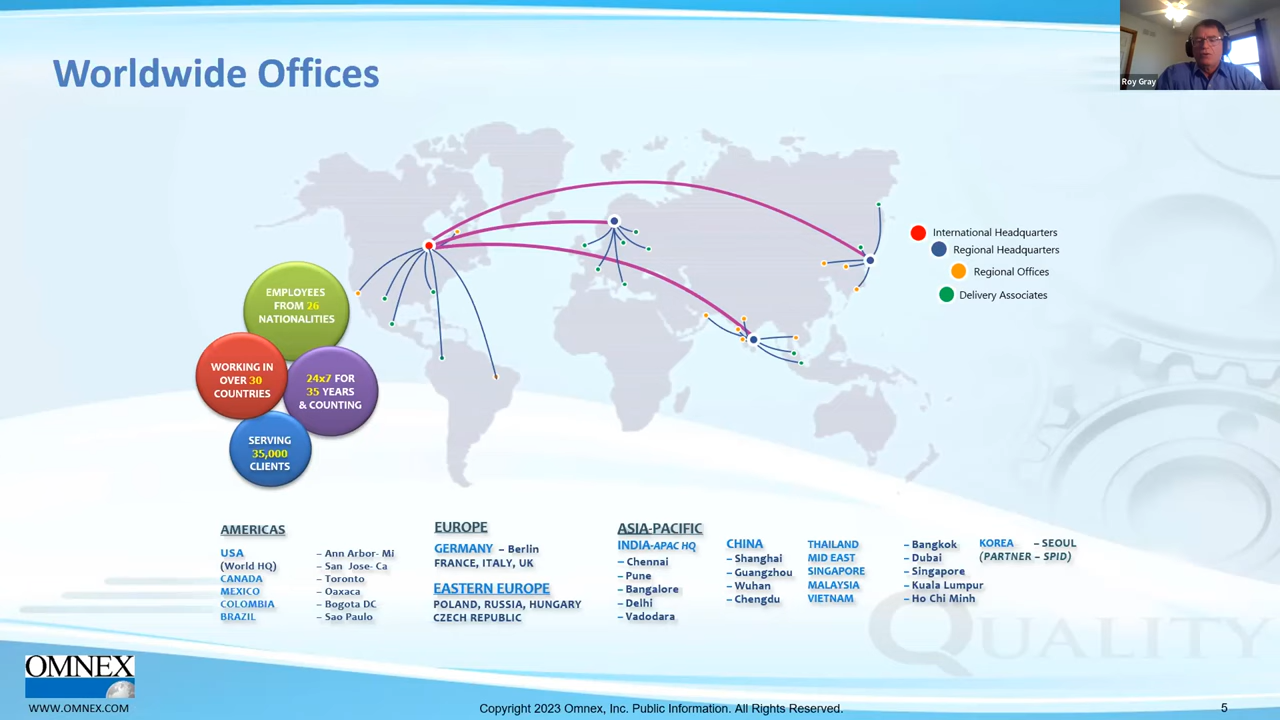 Worldwide Offices
Roy Gray
International Headquarters
Regional Headquarters
Regional Offices
Delivery Associates
EMPLOYEES
FROM 26
NATIONALITIES
WORKING IN
OVER 30
COUNTRIES
24x7 FOR
35 YEARS
& COUNTING
SERVING
35,000
CLIENTS
AMERICAS
USA – Ann Arbor- Mi
(World HQ) – San Jose- Ca
CANADA – Toronto
MEXICO – Oaxaca
COLOMBIA – Bogota DC
BRAZIL – Sao Paulo
EUROPE
GERMANY – Berlin
FRANCE, ITALY, UK
EASTERN EUROPE
POLAND, RUSSIA, HUNGARY
CZECH REPUBLIC
ASIA-PACIFIC
INDIA-APAC HQ
– Chennai
– Pune
– Bangalore
– Delhi
– Vadodara
CHINA
– Shanghai
– Guangzhou
– Wuhan
– Chengdu
THAILAND – Bangkok
MID EAST – Dubai
SINGAPORE – Singapore
MALAYSIA – Kuala Lumpur
VIETNAM – Ho Chi Minh
KOREA – SEOUL
(PARTNER – SPID)
QUALITY
OMNEX
WWW.OMNEX.COM
Copyright 2023 Omnex, Inc. Public Information. All Rights Reserved.
5